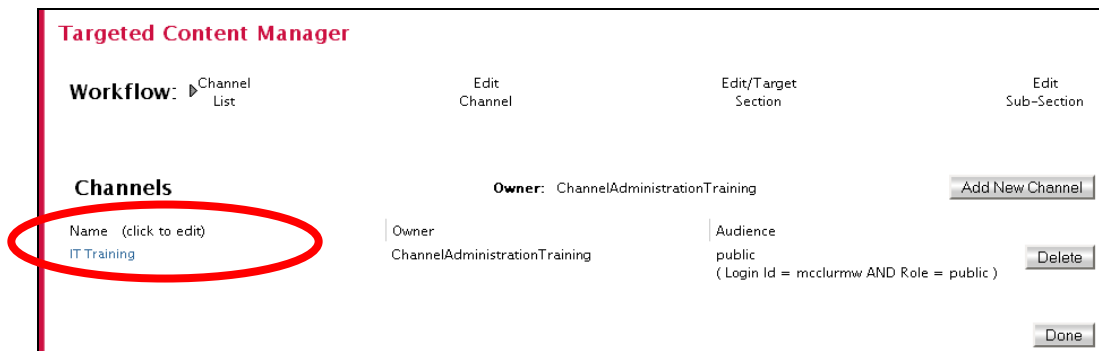 Targeted Content Manager
Workflow: Channel List Edit Channel Edit/Target Section Edit Sub-Section
Channels Owner: ChannelAdministrationTraining Add New Channel
Name (click to edit) Owner Audience
IT Training ChannelAdministrationTraining public Delete
( Login Id = mcclurmw AND Role = public )
Done